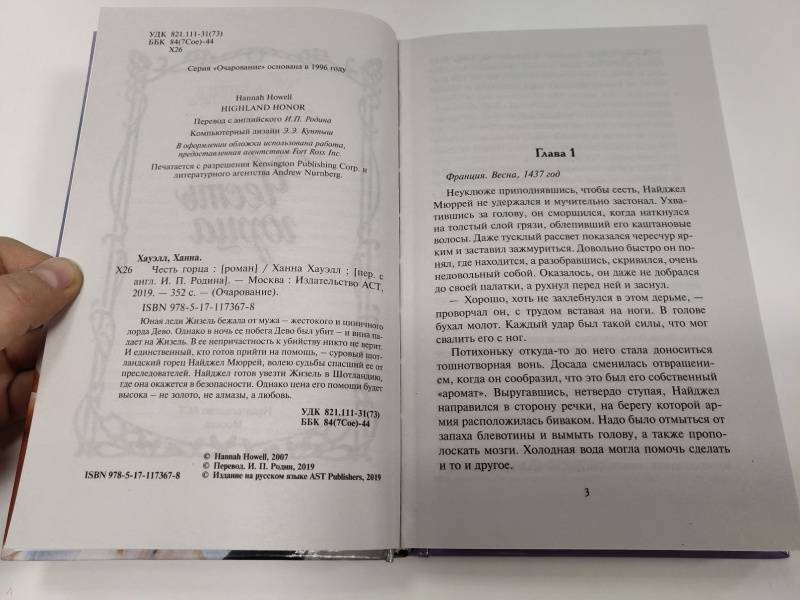 УДК 821.111-31(73)
ББК 84(7Сое)-44
Х26
Серия «Очарование» основана в 1996 году
Hannah Howell
HIGHLAND HONOR
Перевод с английского И.П. Родина
Компьютерный дизайн Э.Э. Кунтыш
В оформлении обложки использована работа,
предоставленная агентством Fort Ross Inc.
Печатается с разрешения Kensington Publishing Corp. и
литературного агентства Andrew Nurnberg.
Хауэлл, Ханна.
Х26 Честь горца : [роман] / Ханна Хауэлл ; [пер. с
англ. И. П. Родина]. — Москва : Издательство АСТ,
2019. — 352 с. — (Очарование).
ISBN 978-5-17-117367-8
Юная леди Жизель бежала от мужа – жестокого и циничного
лорда Дево. Однако в ночь ее побега Дево был убит – и вина па-
дает на Жизель. В ее непричастность к убийству никто не верит.
И единственный, кто готов прийти на помощь, – суровый шот-
ландский горец Найджел Мюррей, волею судьбы спасший ее от
преследователей. Найджел готов увезти Жизель в Шотландию,
где она окажется в безопасности. Однако цена его помощи будет
высока – не золото, не алмазы, а любовь.
УДК 821.111-31(73)
ББК 84(7Сое)-44
© Hannah Howell, 2007
© Перевод. И. П. Родин, 2019
ISBN 978-5-17-117367-8 © Издание на русском языке AST Publishers, 2019
Глава 1
Франция. Весна, 1437 год
Неуклюже приподнявшись, чтобы сесть, Найджел
Мюррей не удержался и мучительно застонал. Ухва-
тившись за голову, он сморщился, когда наткнулся
на толстый слой грязи, облепивший его каштановые
волосы. Даже тусклый рассвет показался чересчур яр-
ким и заставил зажмуриться. Довольно быстро он по-
нял, где находится, а разобравшись, скривился, очень
недовольный собой. Оказалось, он даже не добрался
до своей палатки, а рухнул перед ней и заснул.
— Хорошо, хоть не захлебнулся в этом дерьме, —
проворчал он, с трудом вставая на ноги. В голове
бухал молот. Каждый удар был такой силы, что мог
свалить его с ног.
Потихоньку откуда-то до него стала доноситься
тошнотворная вонь. Досада сменилась отвращени-
ем, когда он сообразил, что это был его собственный
«аромат». Выругавшись, нетвердо ступая, Найджел
направился в сторону речки, на берегу которой ар-
мия расположилась биваком. Надо было отмыться от
запаха блевотины и вымыть голову, а также пропо-
лоскать мозги. Холодная вода могла помочь сделать
и то и другое.
3
Честь
горца